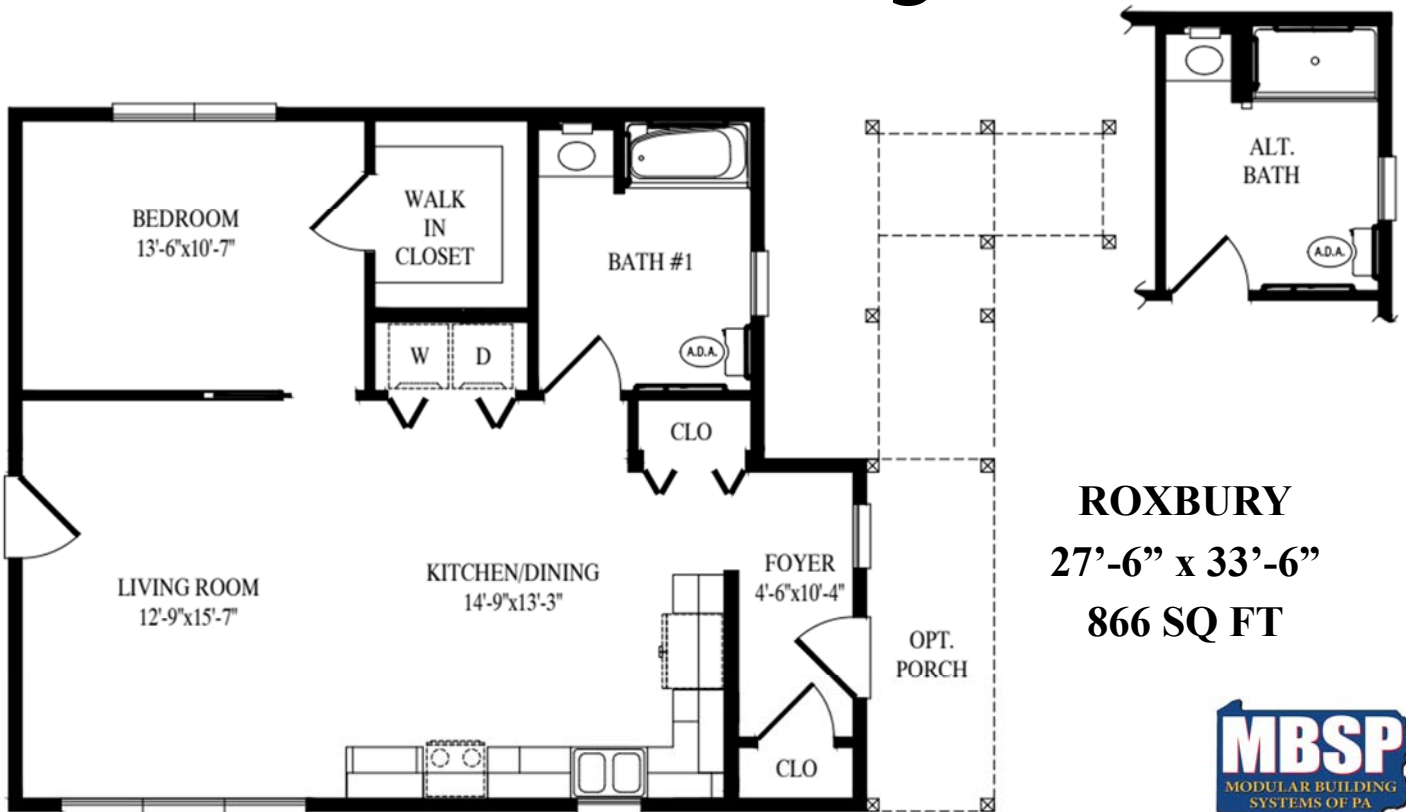 BEDROOM
13'-6"x10'-7"
WALK
IN
CLOSET
BATH #1
A.D.A.
W
D
CLO
LIVING ROOM
12'-9"x15'-7"
KITCHEN/DINING
14'-9"x13'-3"
FOYER
4'-6"x10'-4"
CLO
OPT.
PORCH
ALT.
BATH
A.D.A.
ROXBURY
27’-6” x 33’-6”
866 SQ FT
MBSP
MODULAR BUILDING
SYSTEMS OF PA